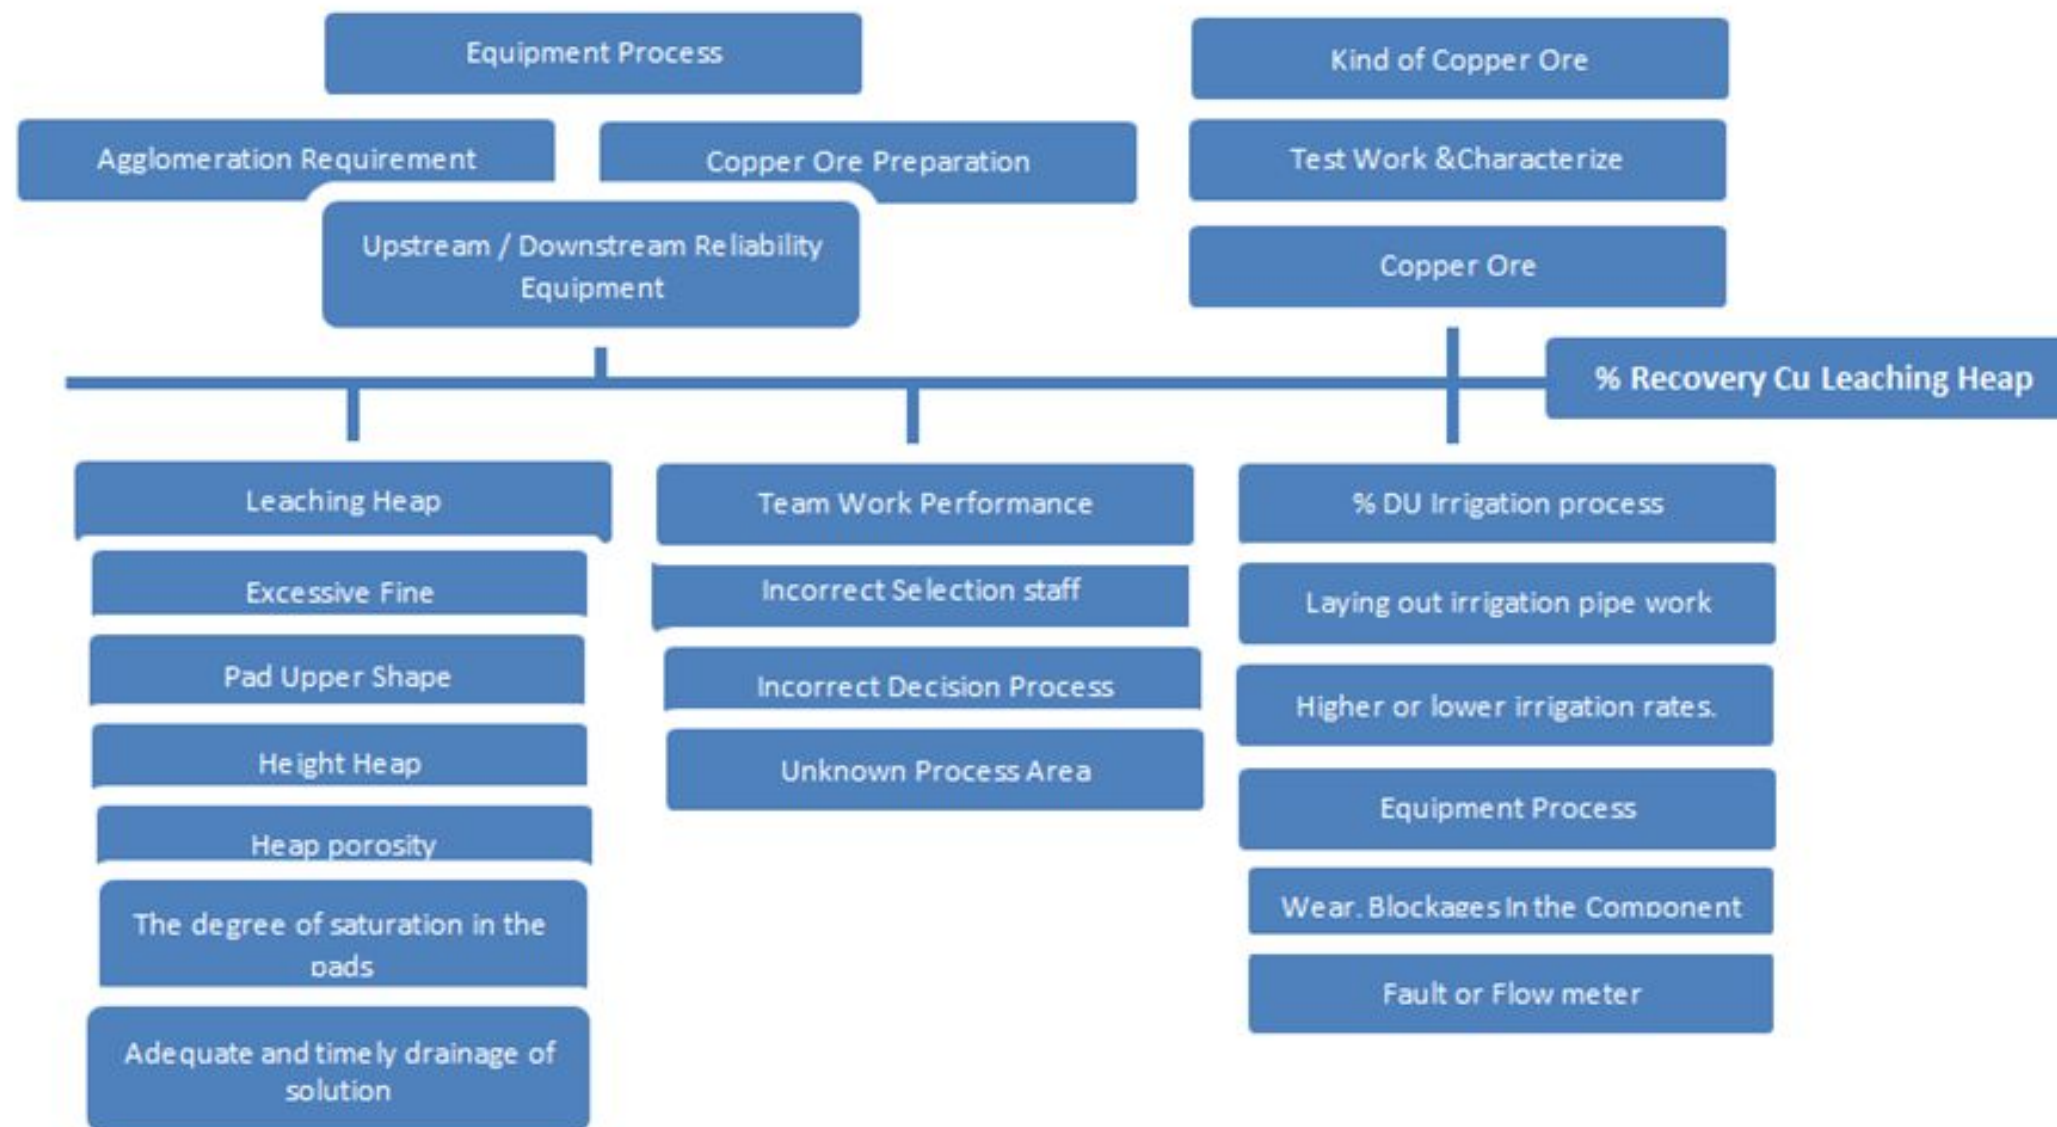 Equipment Process
Kind of Copper Ore
Agglomeration Requirement
Copper Ore Preparation
Test Work &Characterize
Upstream / Downstream Reliability
Equipment
Copper Ore
% Recovery Cu Leaching Heap
Leaching Heap
Excessive Fine
Pad Upper Shape
Height Heap
Heap porosity
The degree of saturation in the
pads
Adequate and timely drainage of
solution
Team Work Performance
Incorrect Selection staff
Incorrect Decision Process
Unknown Process Area
% DU Irrigation process
Laying out irrigation pipe work
Higher or lower irrigation rates.
Equipment Process
Wear. Blockages In the Component
Fault or Flow meter